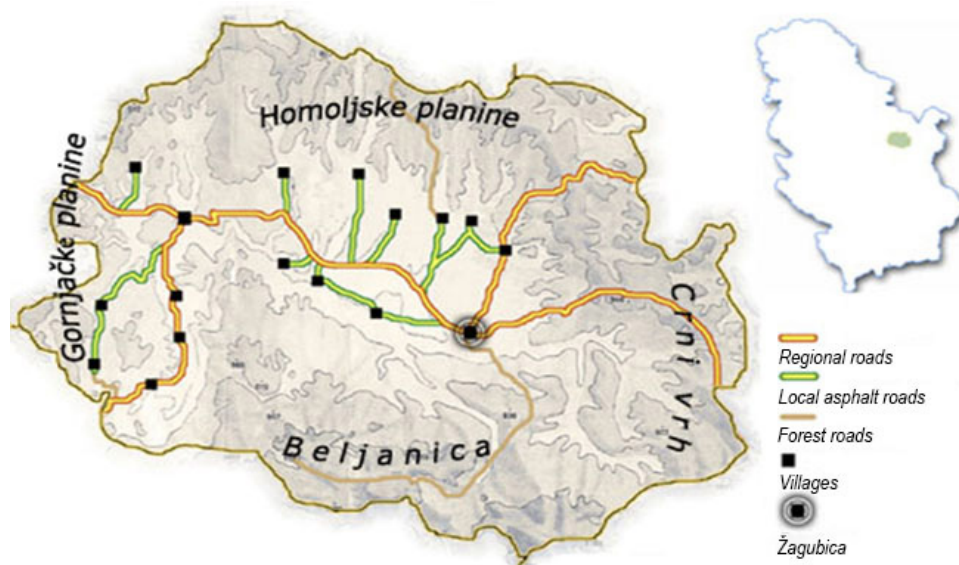 Homoljske planine
Gornjačke planine
Crni vrh
Beljanica
Regional roads
Local asphalt roads
Forest roads
Villages
Žagubica